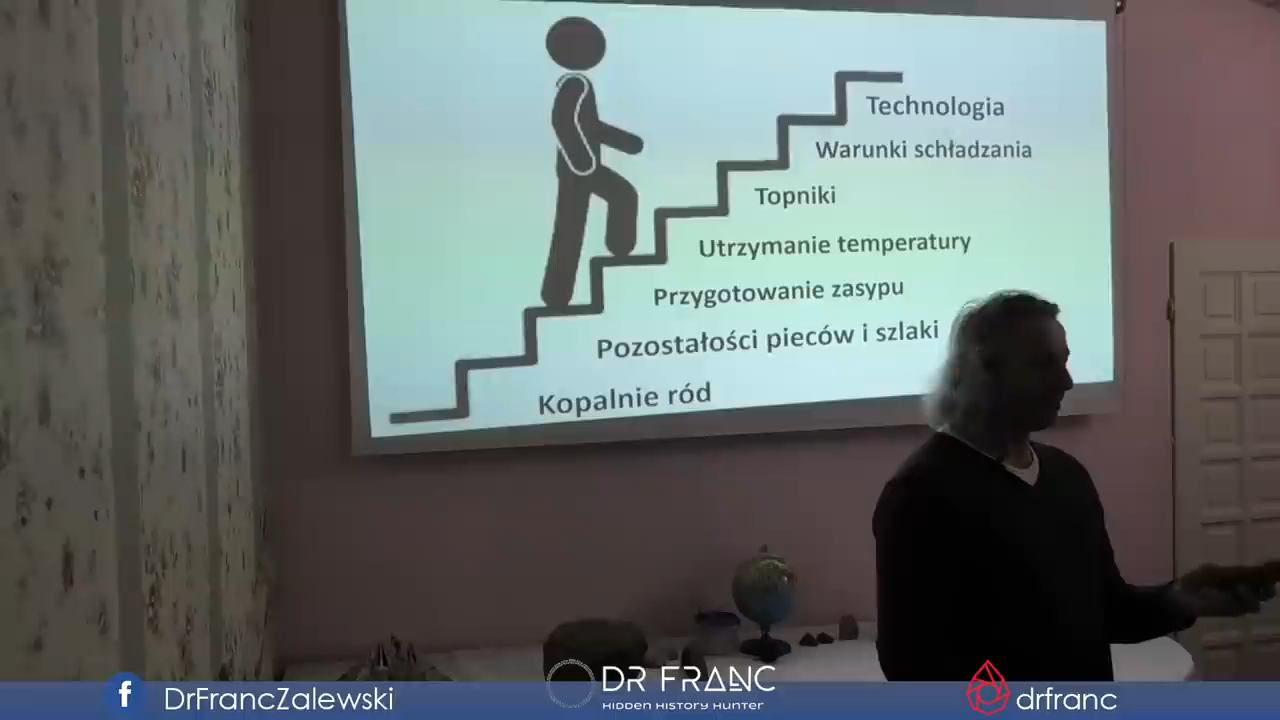 Technologia
Warunki schładzania
Topniki
Utrzymanie temperatury
Przygotowanie zasypu
Pozostałości pieców i szlaki
Kopalnie ród
f DrFrancZalewski
DR FRANC
HIDDEN HISTORY HUNTER
drfranc